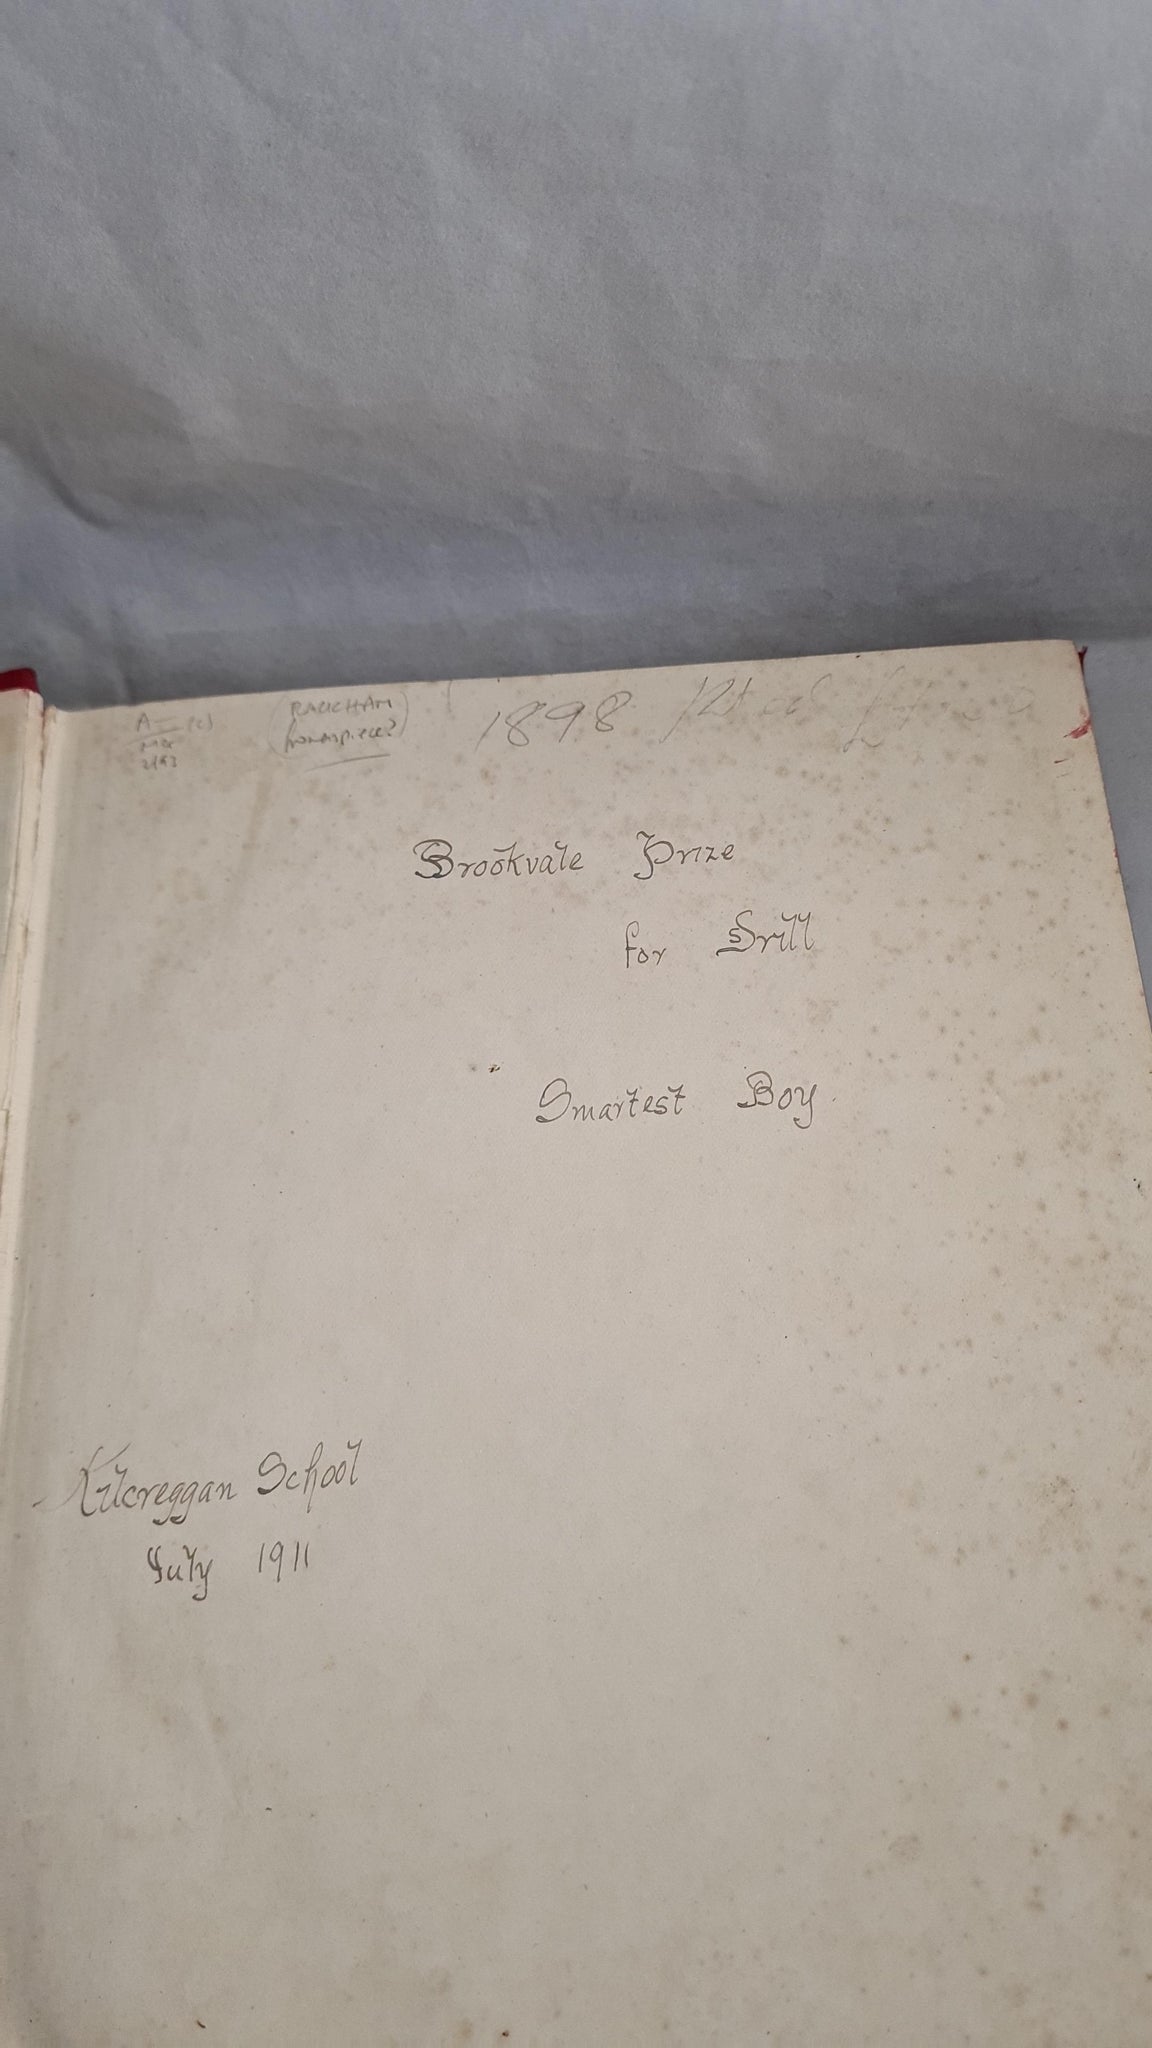 (RACKHAM
frontispiece?)
1898
Brookvale Prize
for Drill
Smartest Boy.
Kilcreggan School
July 1911